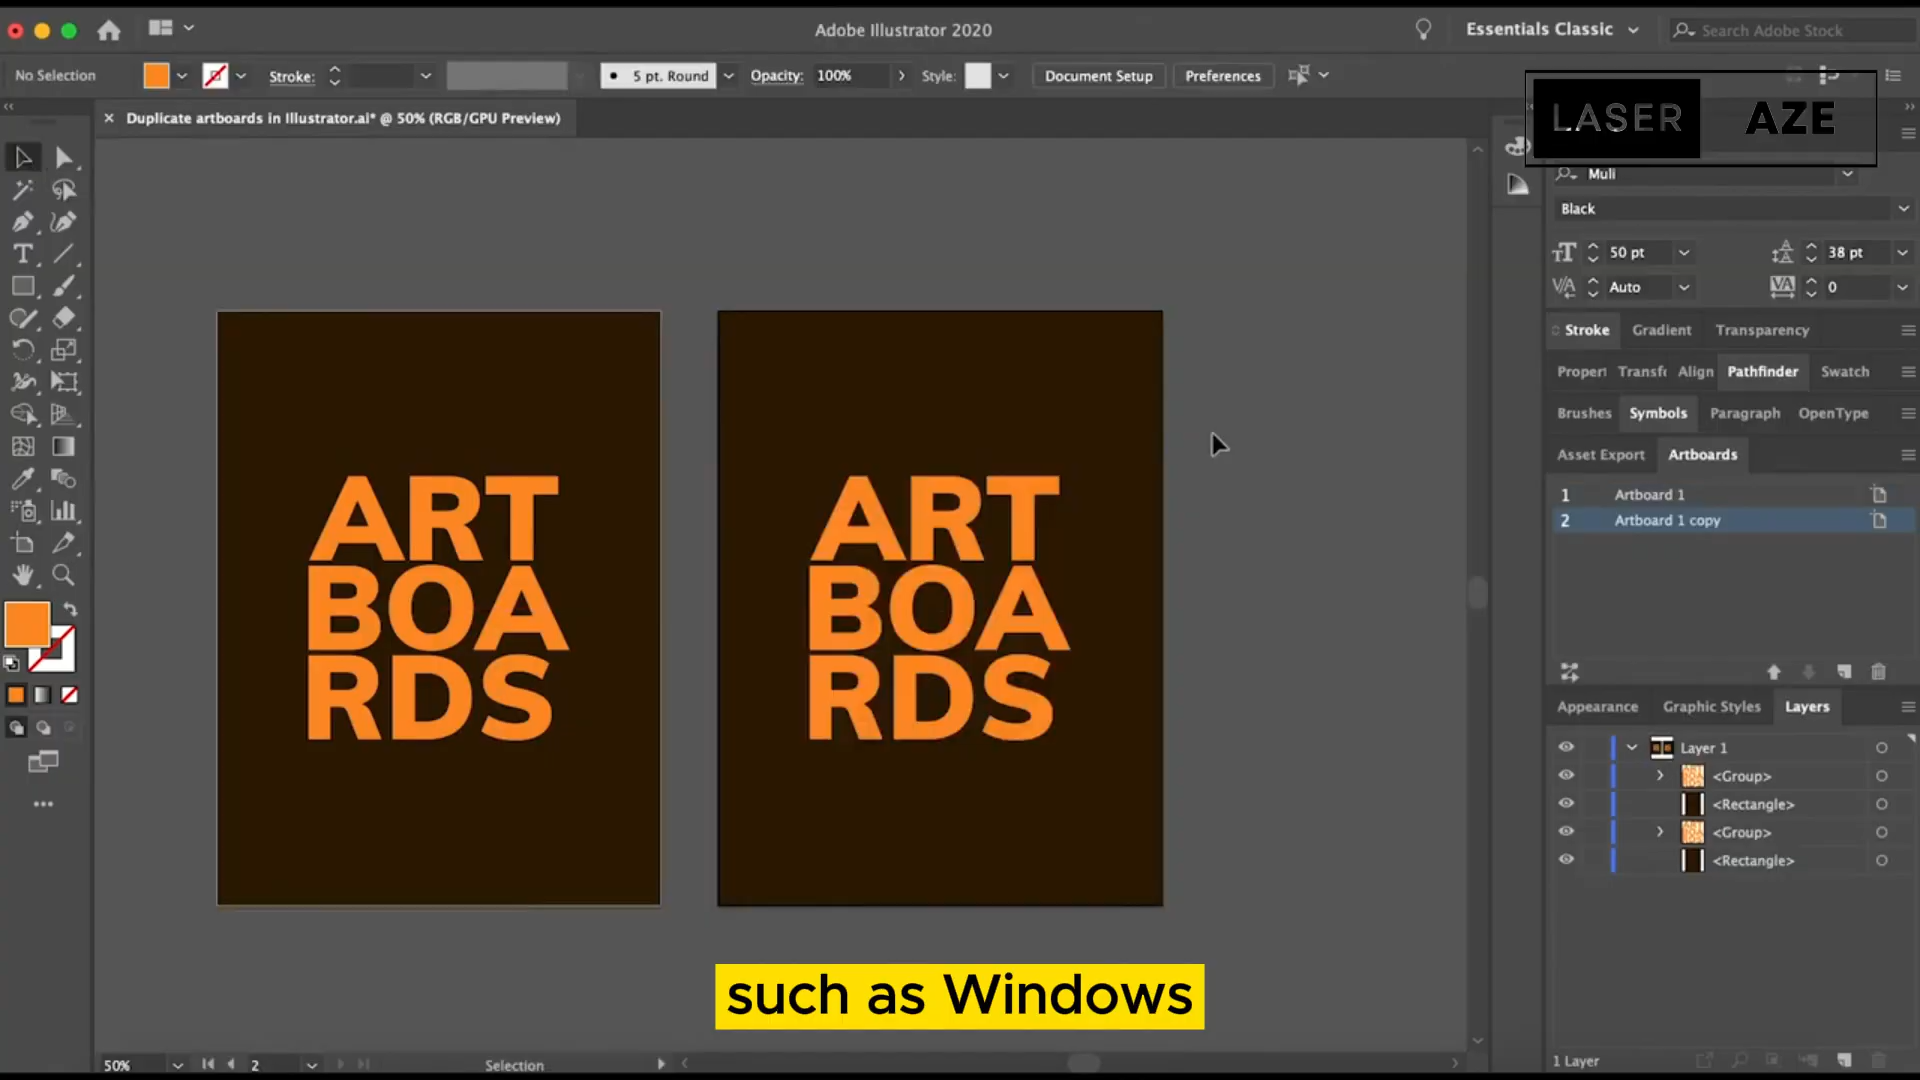 Adobe Illustrator 2020
Essentials Classic
Search Adobe Stock
No Selection
Stroke:
5 pt. Round
Opacity: 100%
Style:
Document Setup
Preferences
LASER AZE
Duplicate artboards in Illustrator.ai* @ 50% (RGB/GPU Preview)
Muli
Black
50 pt
38 pt
Auto
0
Stroke Gradient Transparency
Propert Transfo Align Pathfinder Swatch
Brushes Symbols Paragraph OpenType
Asset Export Artboards
1 Artboard 1
2 Artboard 1 copy
ART
BOA
RDS
ART
BOA
RDS
Appearance Graphic Styles Layers
Layer 1
<Group>
<Rectangle>
<Group>
<Rectangle>
such as Windows
50%
2
Selection
1 Layer